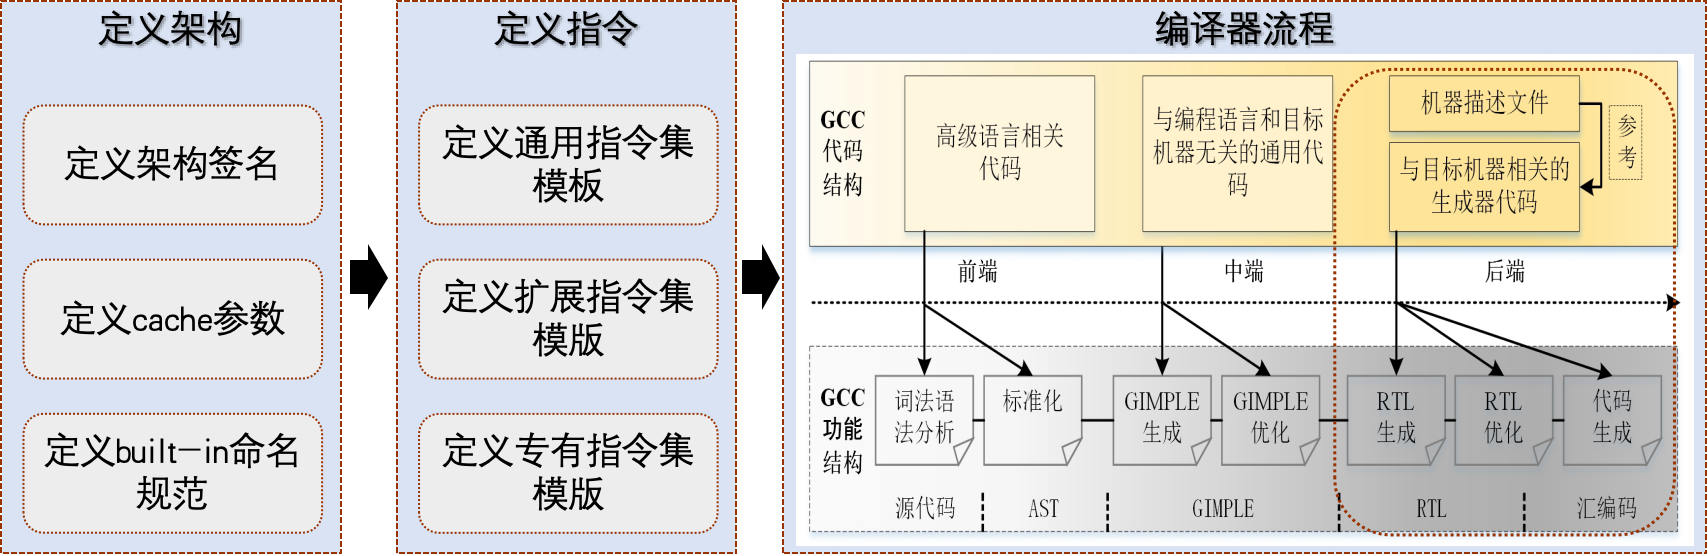 定义架构
定义架构签名
定义cache参数
定义built-in命名
规范
定义指令
定义通用指令集
模板
定义扩展指令集
模版
定义专有指令集
模版
编译器流程
GCC
代码
结构
高级语言相关
代码
与编程语言和目标
机器无关的通用代
码
机器描述文件
与目标机器相关的
生成器代码
参
考
前端
中端
后端
GCC
功能
结构
词法语
法分析
标准化
GIMPLE
生成
GIMPLE
优化
RTL
生成
RTL
优化
代码
生成
源代码
AST
GIMPLE
RTL
汇编码